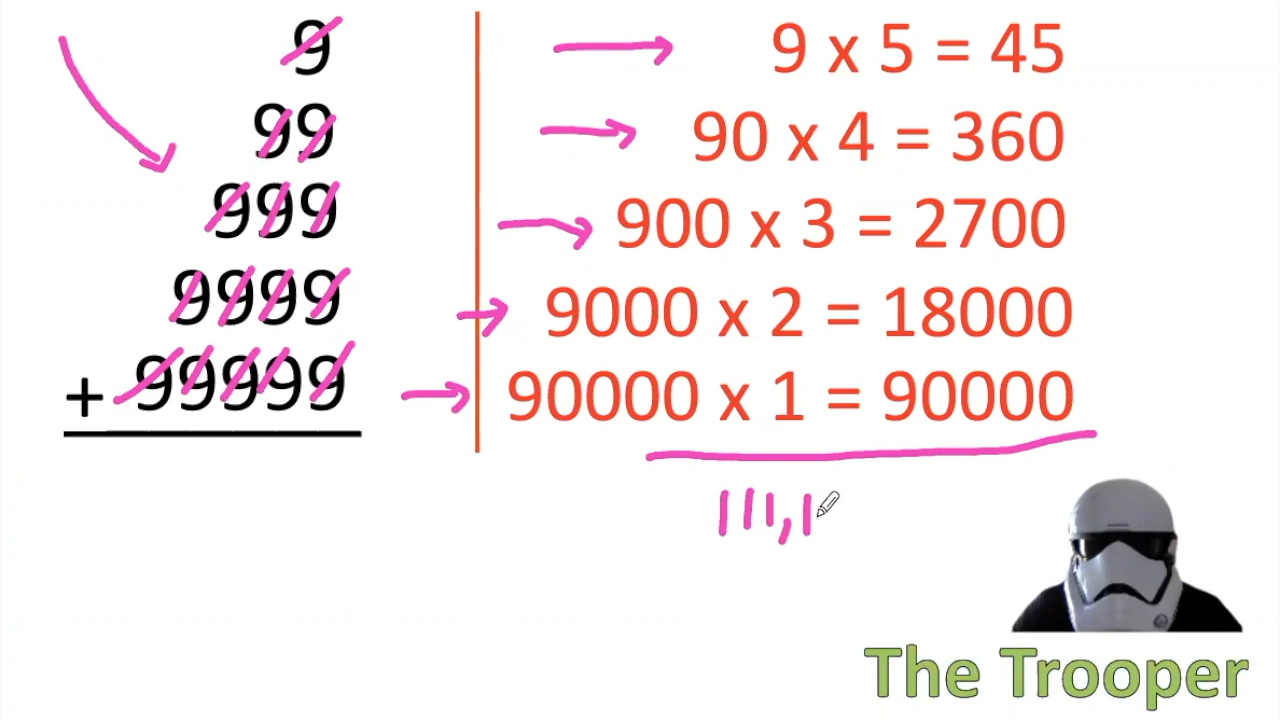 9
99
999
9999
+ 99999
9 x 5 = 45
90 x 4 = 360
900 x 3 = 2700
9000 x 2 = 18000
90000 x 1 = 90000
111,1
The Trooper